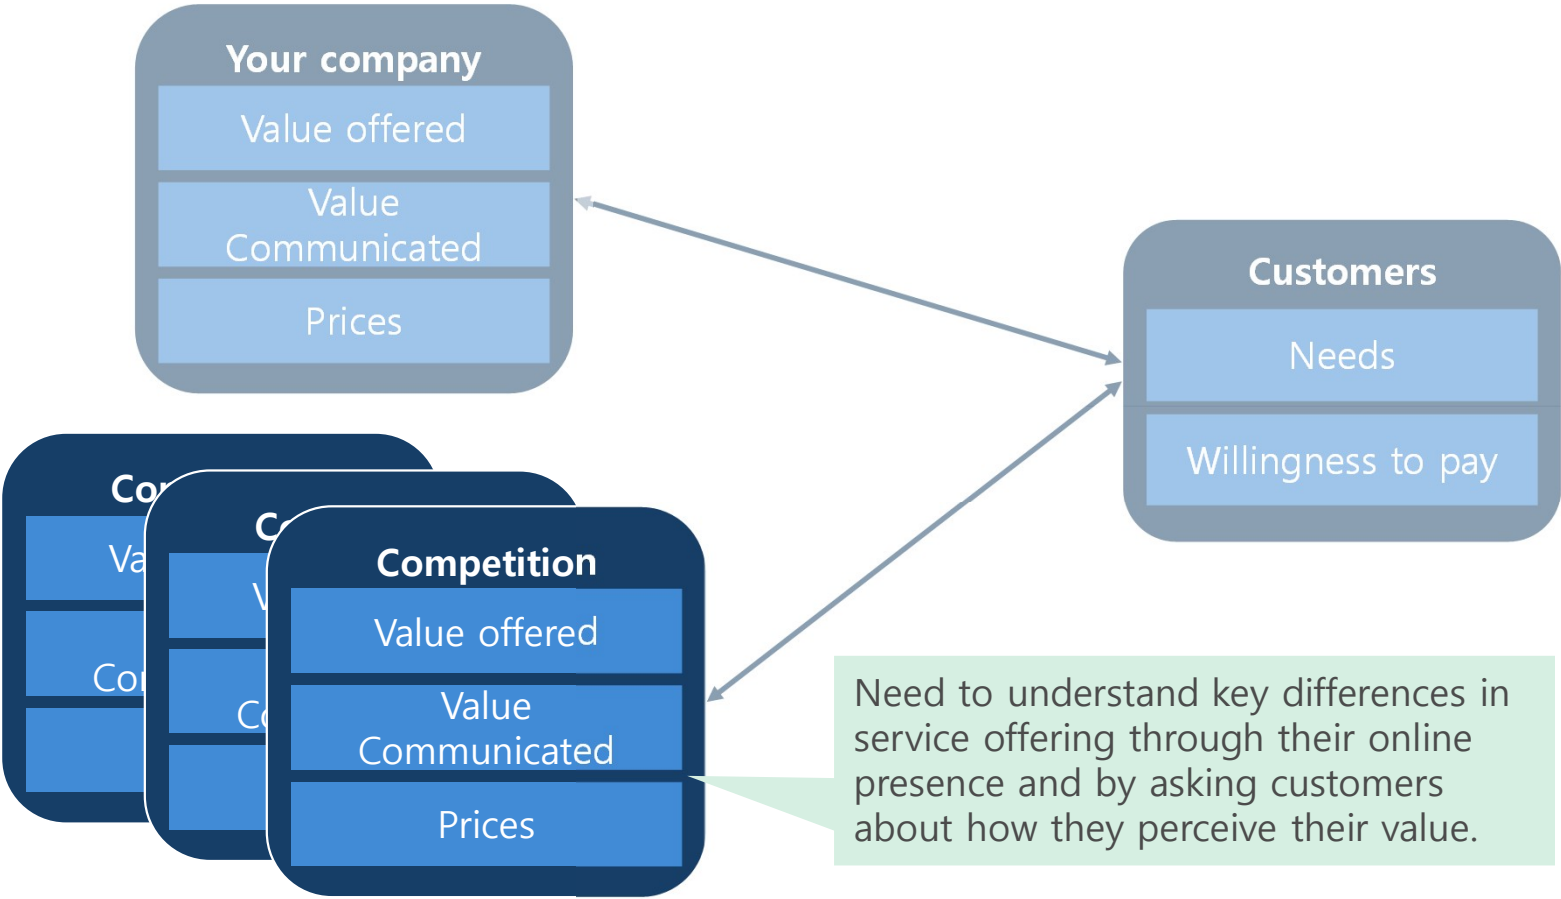 Your company
Value offered
Value
Communicated
Prices
Customers
Needs
Willingness to pay
Competition
Value offered
Value
Communicated
Prices
Need to understand key differences in
service offering through their online
presence and by asking customers
about how they perceive their value.